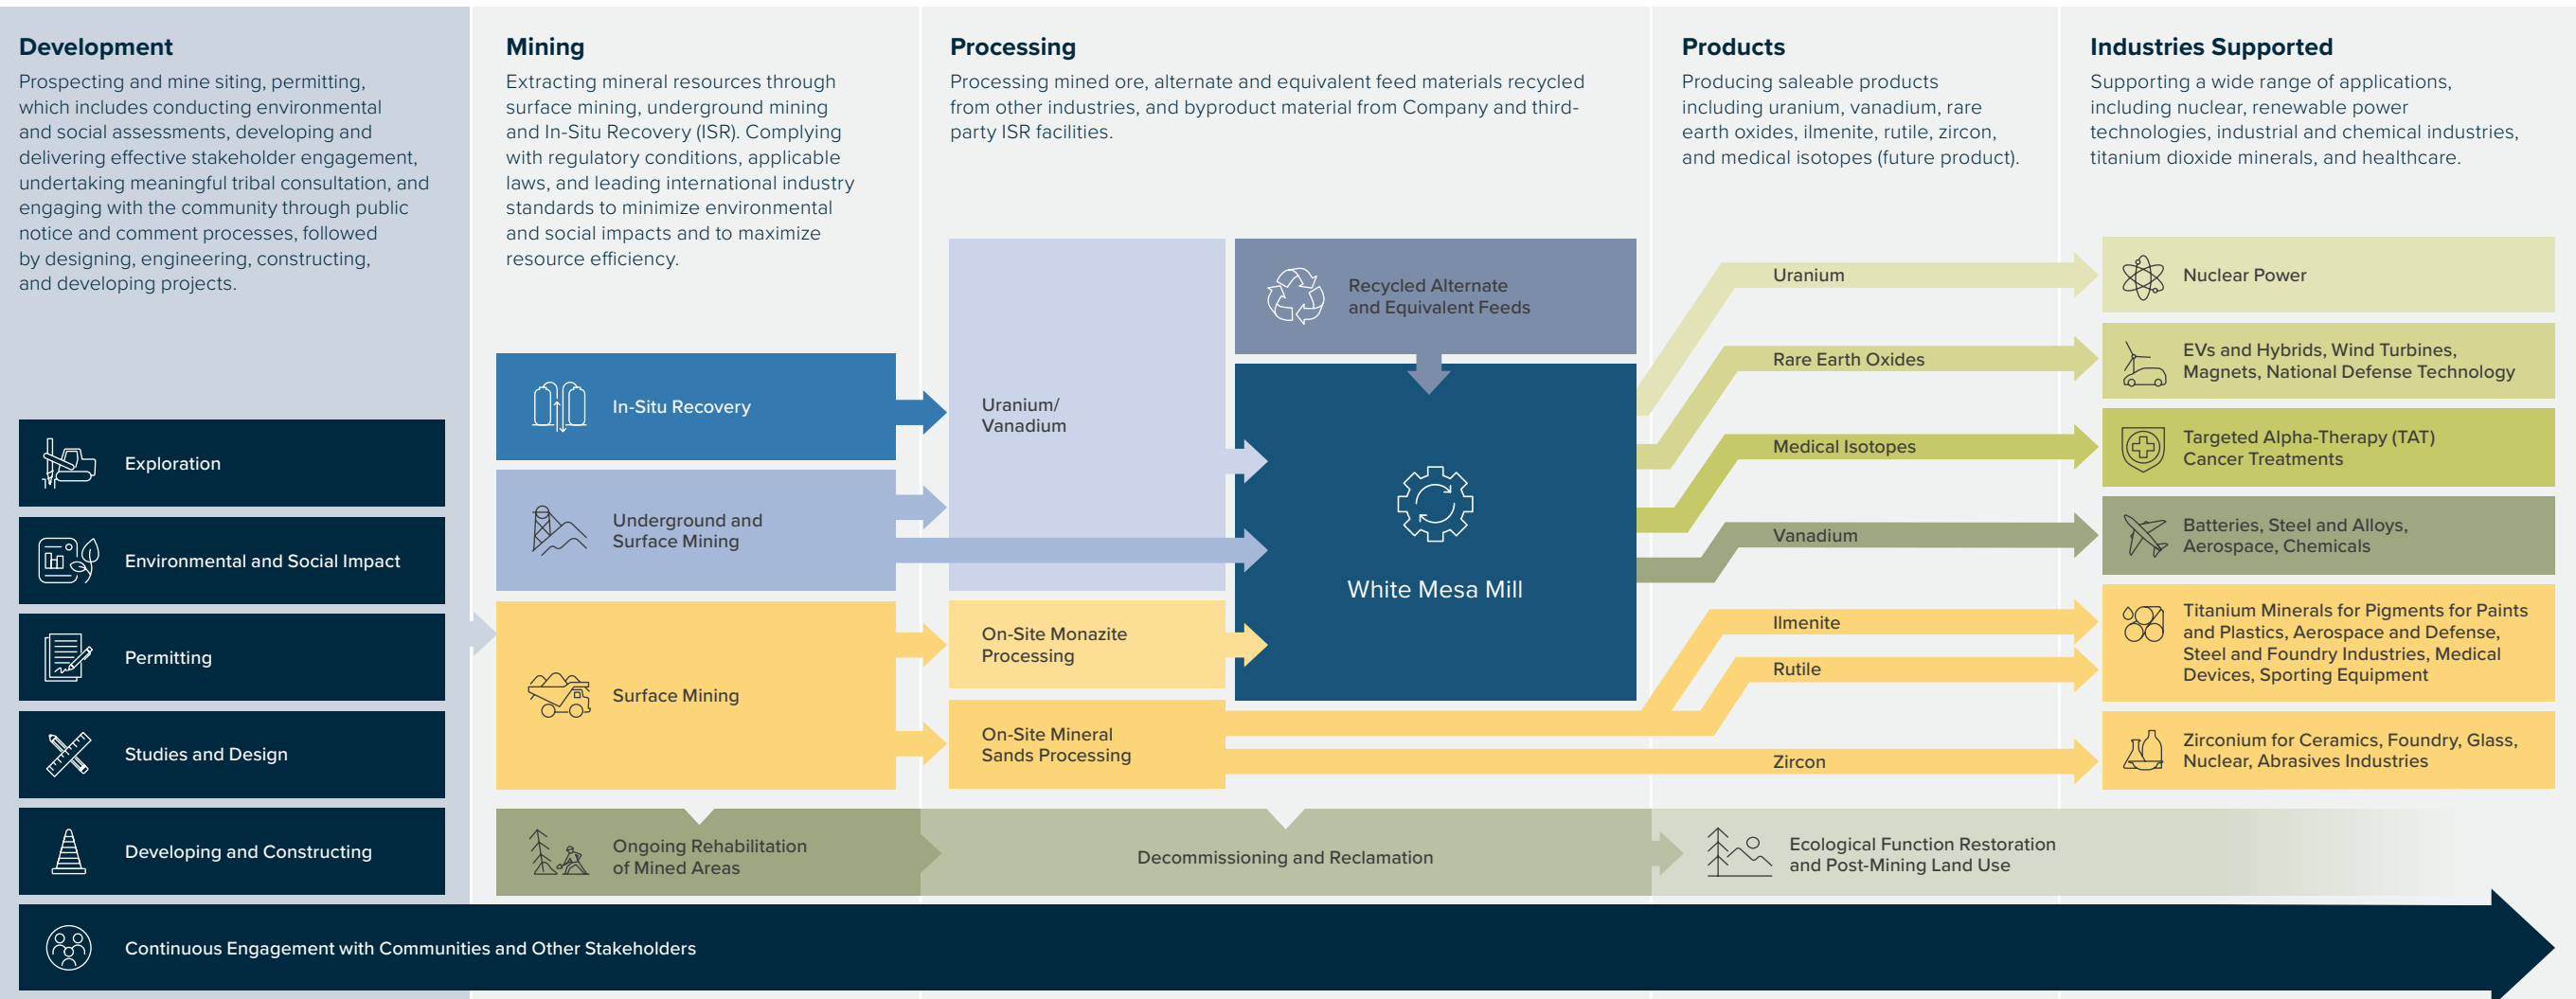 Development
Prospecting and mine siting, permitting,
which includes conducting environmental
and social assessments, developing and
delivering effective stakeholder engagement,
undertaking meaningful tribal consultation, and
engaging with the community through public
notice and comment processes, followed
by designing, engineering, constructing,
and developing projects.
Exploration
Environmental and Social Impact
Permitting
Studies and Design
Developing and Constructing
Mining
Extracting mineral resources through
surface mining, underground mining
and In-Situ Recovery (ISR). Complying
with regulatory conditions, applicable
laws, and leading international industry
standards to minimize environmental
and social impacts and to maximize
resource efficiency.
In-Situ Recovery
Underground and
Surface Mining
Surface Mining
Processing
Processing mined ore, alternate and equivalent feed materials recycled
from other industries, and byproduct material from Company and third-
party ISR facilities.
Uranium/
Vanadium
On-Site Monazite
Processing
On-Site Mineral
Sands Processing
Recycled Alternate
and Equivalent Feeds
White Mesa Mill
Products
Producing saleable products
including uranium, vanadium, rare
earth oxides, ilmenite, rutile, zircon,
and medical isotopes (future product).
Uranium
Rare Earth Oxides
Medical Isotopes
Vanadium
Ilmenite
Rutile
Zircon
Industries Supported
Supporting a wide range of applications,
including nuclear, renewable power
technologies, industrial and chemical industries,
titanium dioxide minerals, and healthcare.
Nuclear Power
EVs and Hybrids, Wind Turbines,
Magnets, National Defense Technology
Targeted Alpha-Therapy (TAT)
Cancer Treatments
Batteries, Steel and Alloys,
Aerospace, Chemicals
Titanium Minerals for Pigments for Paints
and Plastics, Aerospace and Defense,
Steel and Foundry Industries, Medical
Devices, Sporting Equipment
Zirconium for Ceramics, Foundry, Glass,
Nuclear, Abrasives Industries
Ongoing Rehabilitation
of Mined Areas
Decommissioning and Reclamation
Ecological Function Restoration
and Post-Mining Land Use
Continuous Engagement with Communities and Other Stakeholders